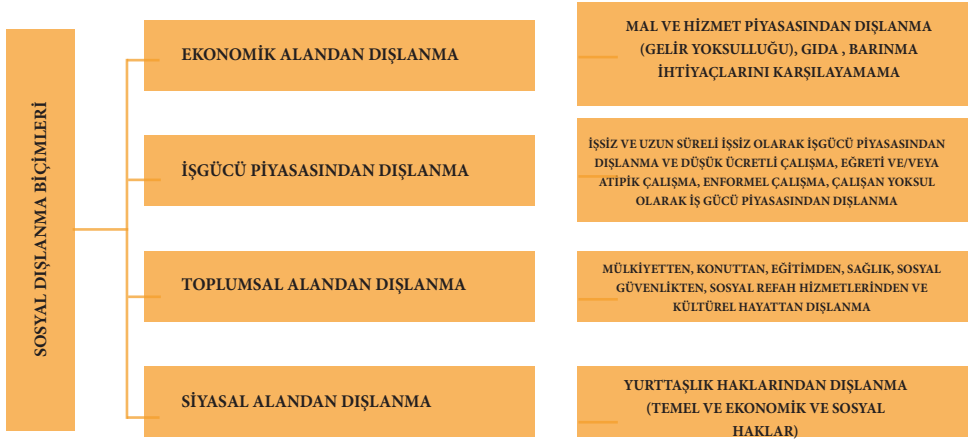 SOSYAL DIŞLANMA BİÇİMLERİ
EKONOMİK ALANDAN DIŞLANMA
MAL VE HİZMET PİYASASINDAN DIŞLANMA
(GELİR YOKSULLUĞU), GIDA , BARINMA
İHTİYAÇLARINI KARŞILAYAMAMA
İŞGÜCÜ PİYASASINDAN DIŞLANMA
İŞSİZ VE UZUN SÜRELİ İŞSİZ OLARAK İŞGÜCÜ PİYASASINDAN
DIŞLANMA VE DÜŞÜK ÜCRETLİ ÇALIŞMA, EĞRETİ VE/VEYA
ATİPİK ÇALIŞMA, ENFORMEL ÇALIŞMA, ÇALIŞAN YOKSUL
OLARAK İŞ GÜCÜ PİYASASINDAN DIŞLANMA
TOPLUMSAL ALANDAN DIŞLANMA
MÜLKİYETTEN, KONUTTAN, EĞİTİMDEN, SAĞLIK, SOSYAL
GÜVENLİKTEN, SOSYAL REFAH HİZMETLERİNDEN VE
KÜLTÜREL HAYATTAN DIŞLANMA
SİYASAL ALANDAN DIŞLANMA
YURTTAŞLIK HAKLARINDAN DIŞLANMA
(TEMEL VE EKONOMİK VE SOSYAL
HAKLAR)